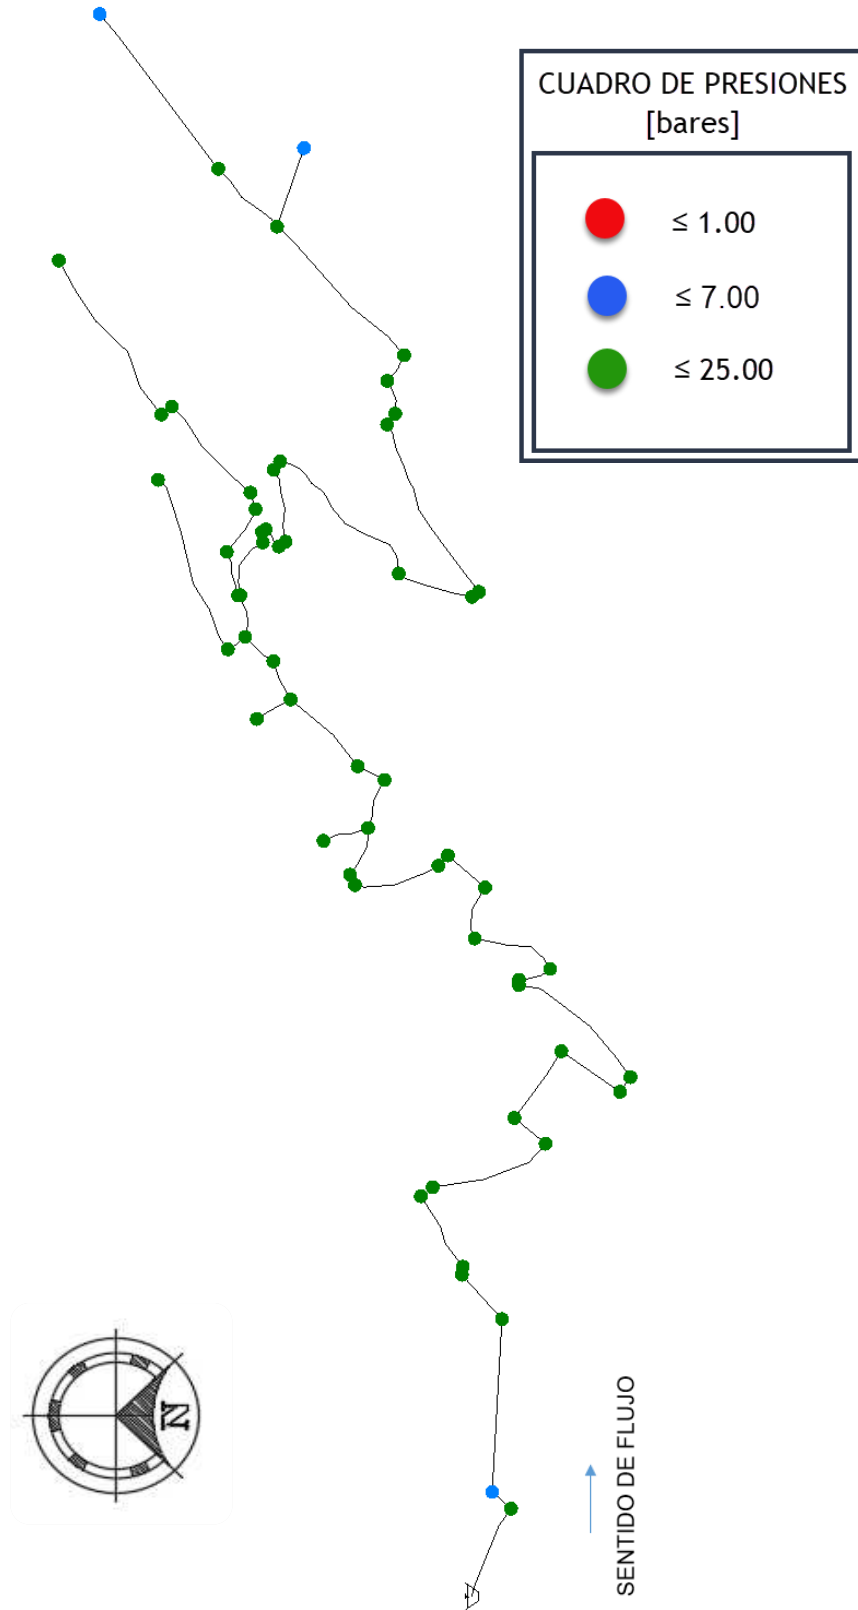 CUADRO DE PRESIONES
[bares]
≤ 1.00
≤ 7.00
≤ 25.00
N
SENTIDO DE FLUJO